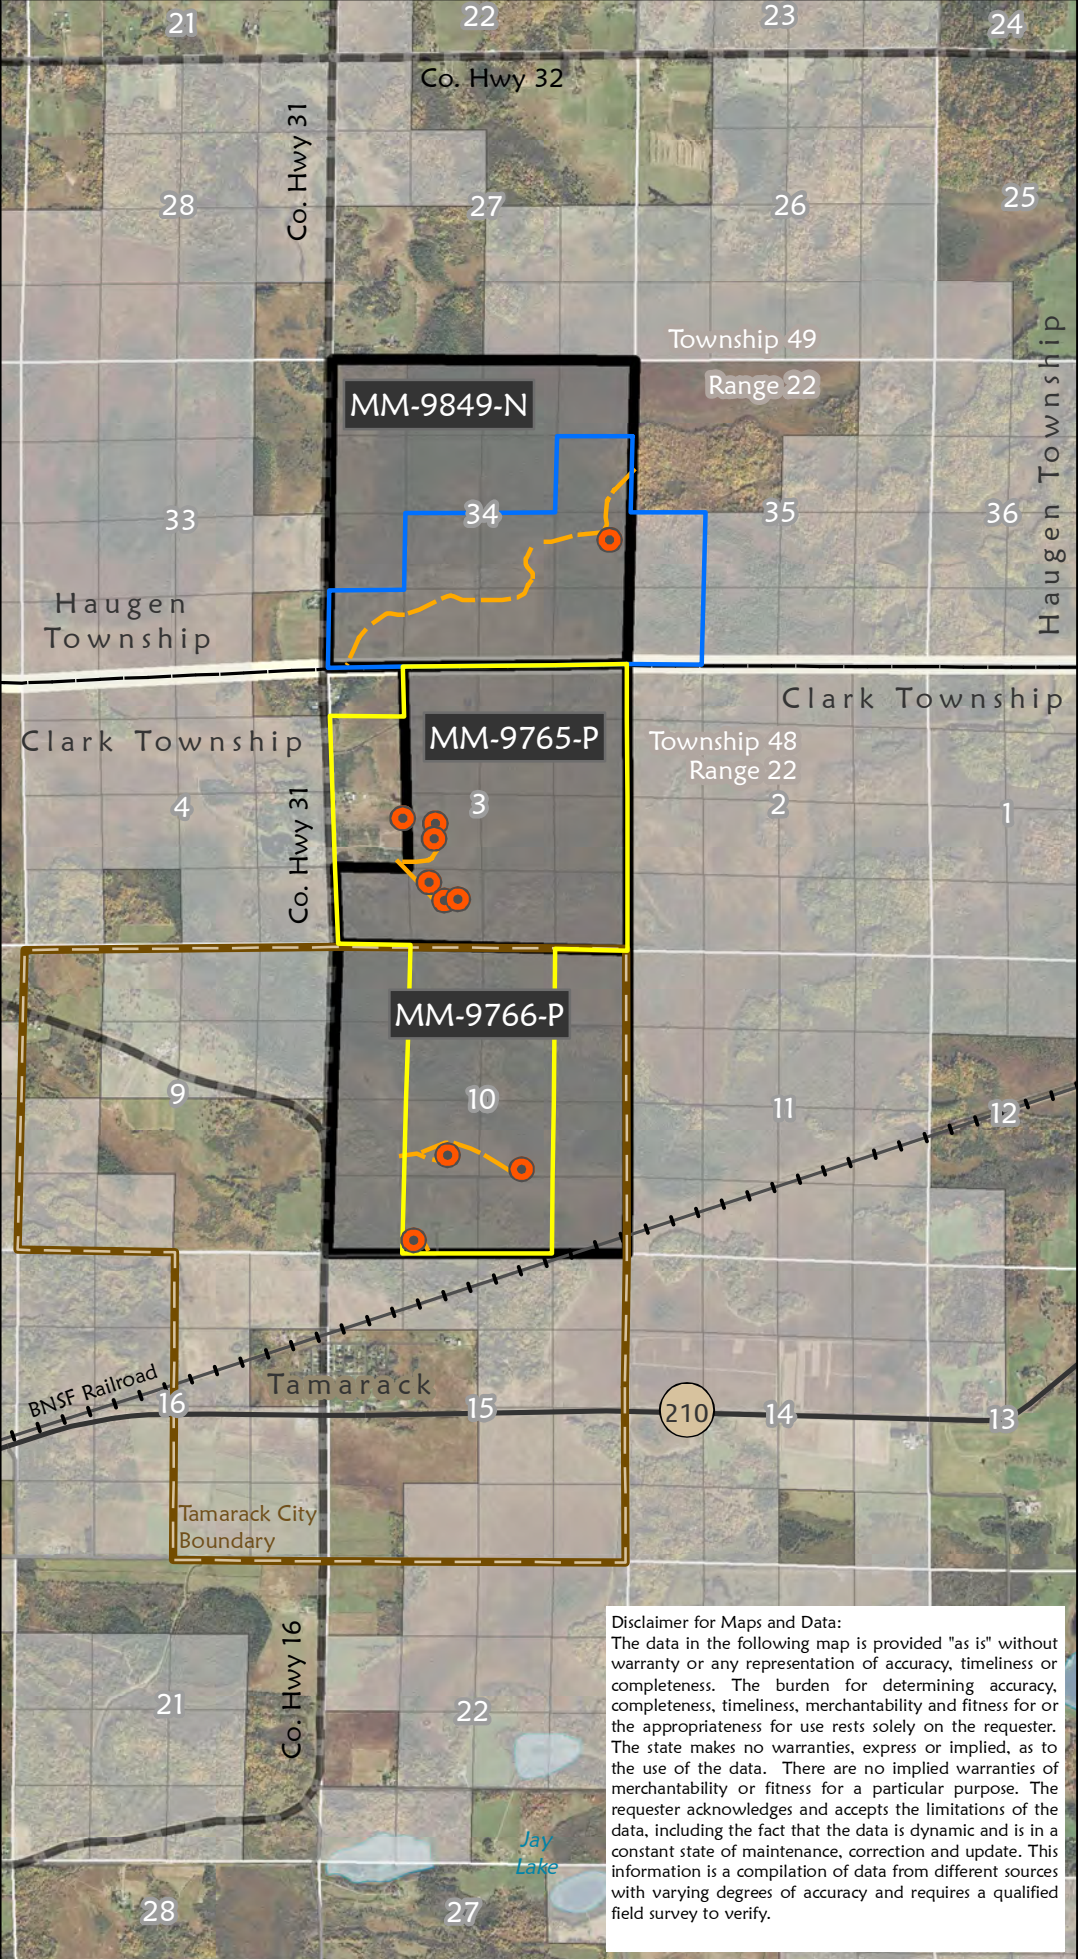 21
22
23
24
Co. Hwy 32
Co. Hwy 31
28
27
26
25
Township 49
Range 22
Haugen Township
MM-9849-N
33
34
35
36
Haugen
Township
Clark Township
Clark Township
MM-9765-P
Township 48
Range 22
4
3
2
1
Co. Hwy 31
MM-9766-P
9
10
11
12
BNSF Railroad
Tamarack
16
15
210
14
13
Tamarack City
Boundary
Co. Hwy 16
21
22
Jay
Lake
28
27
Disclaimer for Maps and Data:
The data in the following map is provided "as is" without
warranty or any representation of accuracy, timeliness or
completeness. The burden for determining accuracy,
completeness, timeliness, merchantability and fitness for or
the appropriateness for use rests solely on the requester.
The state makes no warranties, express or implied, as to
the use of the data. There are no implied warranties of
merchantability or fitness for a particular purpose. The
requester acknowledges and accepts the limitations of the
data, including the fact that the data is dynamic and is in a
constant state of maintenance, correction and update. This
information is a compilation of data from different sources
with varying degrees of accuracy and requires a qualified
field survey to verify.